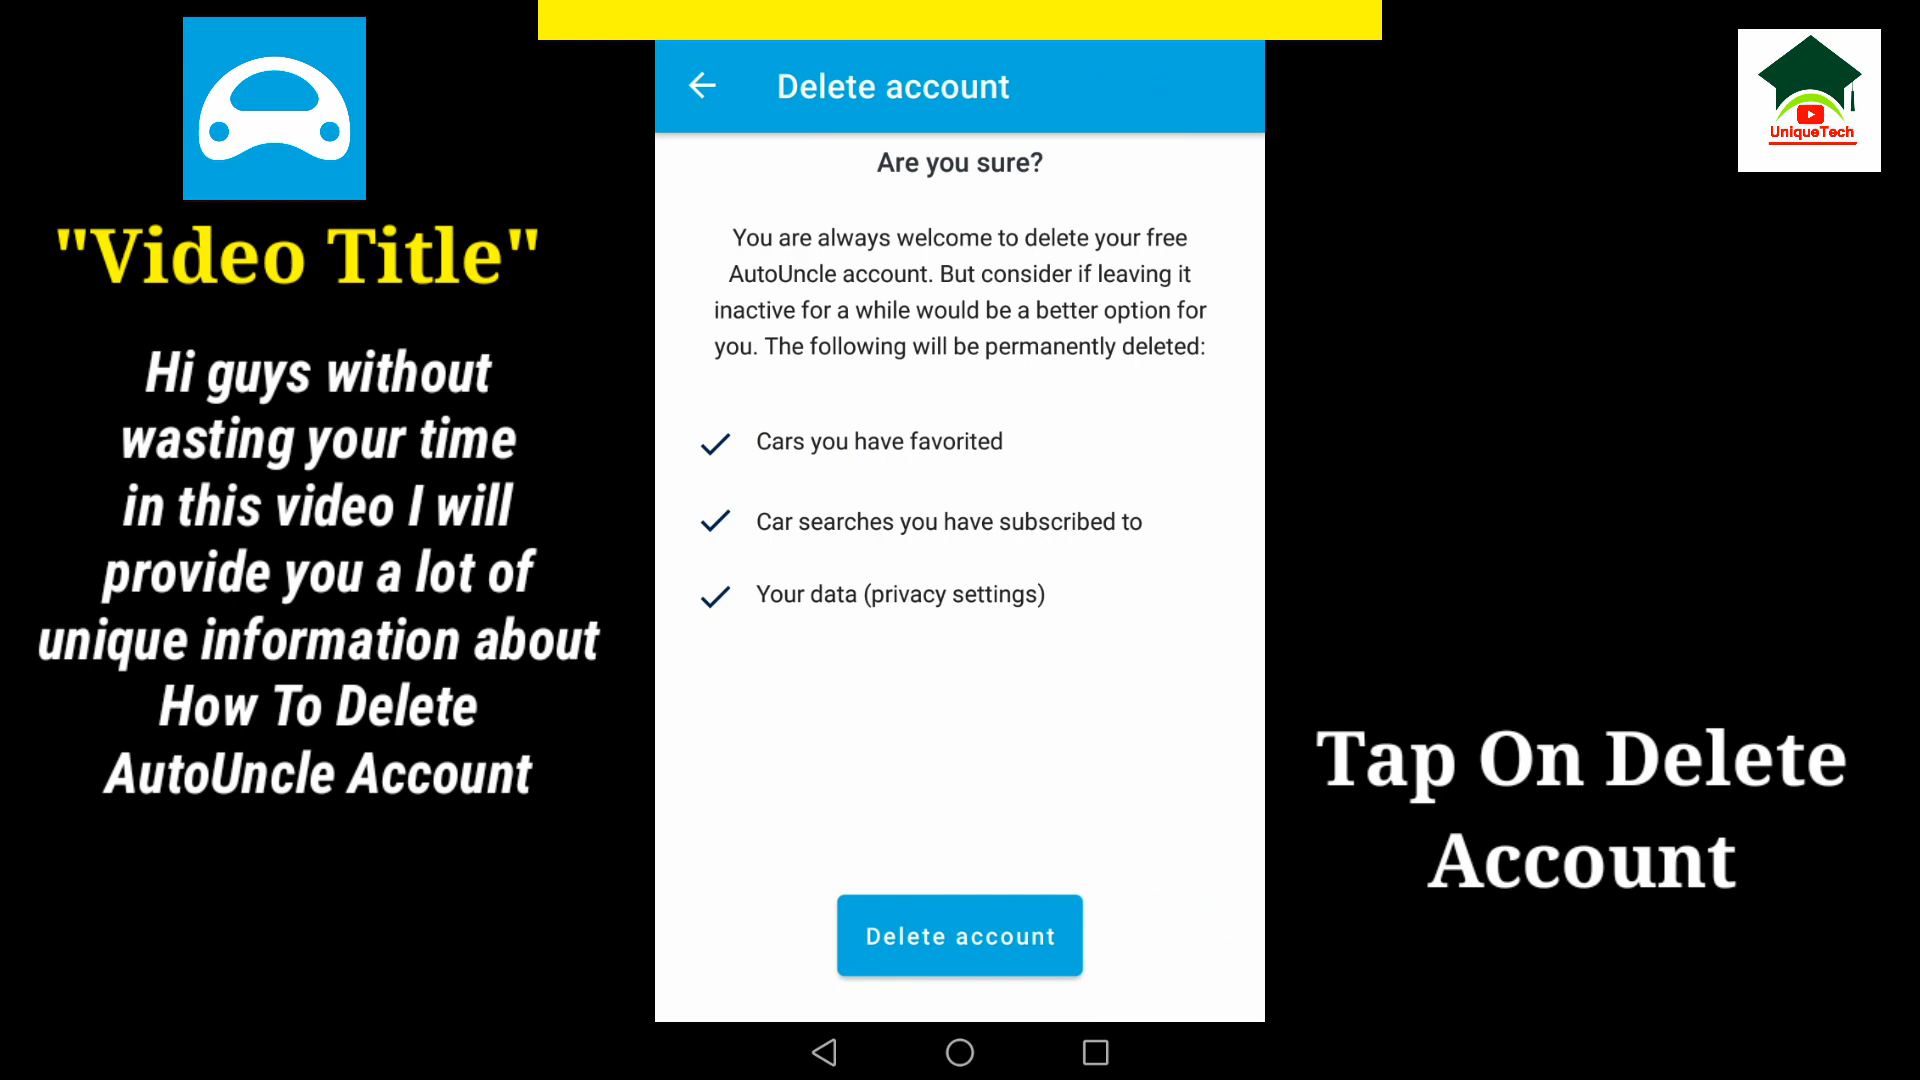 "Video Title"
Hi guys without
wasting your time
in this video I will
provide you a lot of
unique information about
How To Delete
AutoUncle Account
Delete account
Are you sure?
You are always welcome to delete your free
AutoUncle account. But consider if leaving it
inactive for a while would be a better option for
you. The following will be permanently deleted:
Cars you have favorited
Car searches you have subscribed to
Your data (privacy settings)
Delete account
UniqueTech
Tap On Delete
Account